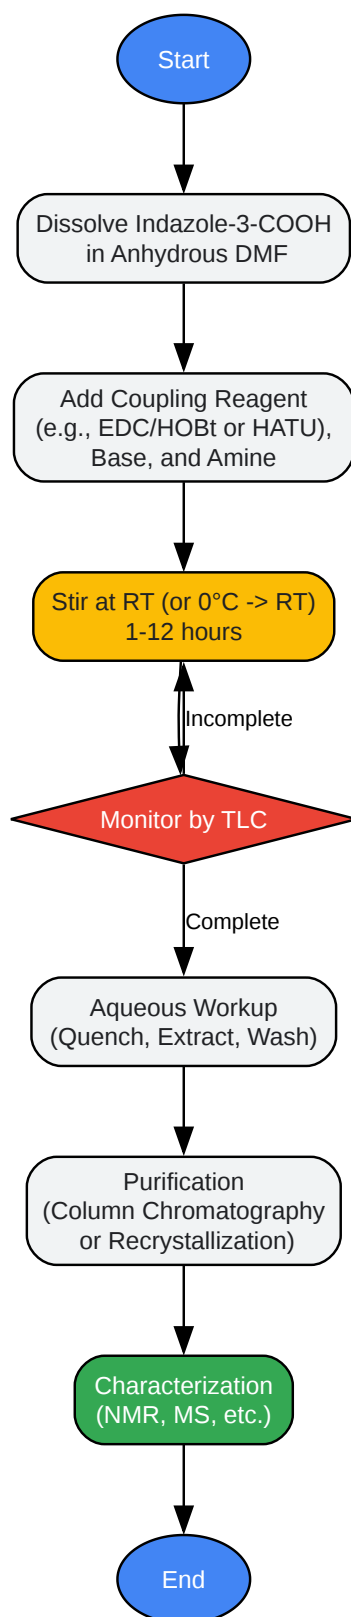 Start
Dissolve Indazole-3-COOH
in Anhydrous DMF
Add Coupling Reagent
(e.g., EDC/HOBt or HATU),
Base, and Amine
Stir at RT (or 0°C -> RT)
1-12 hours
Incomplete
Monitor by TLC
Complete
Aqueous Workup
(Quench, Extract, Wash)
Purification
(Column Chromatography
or Recrystallization)
Characterization
(NMR, MS, etc.)
End